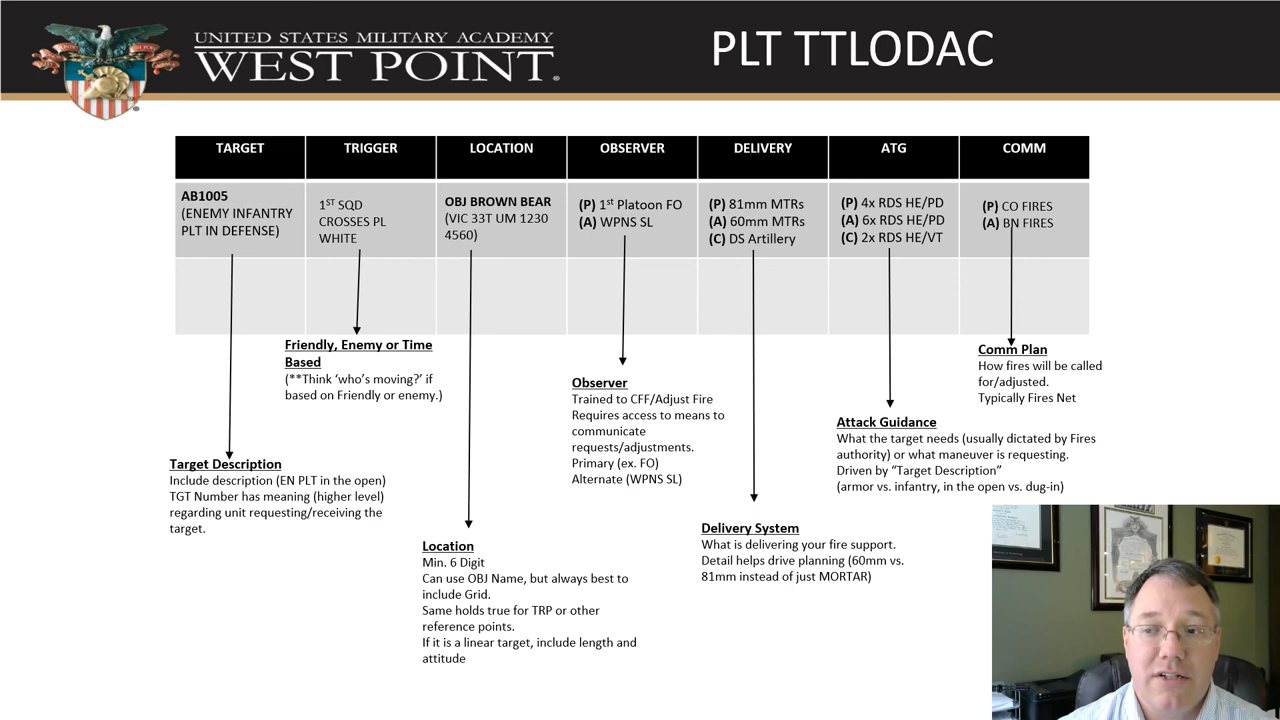 UNITED STATES MILITARY ACADEMY
WEST POINT.
PLT TTLODAC
TARGET
TRIGGER
LOCATION
OBSERVER
DELIVERY
ATG
COMM
AB1005
(ENEMY INFANTRY
PLT IN DEFENSE)
1ST SQD
CROSSES PL
WHITE
OBJ BROWN BEAR
(VIC 33T UM 1230
4560)
(P) 1st Platoon FO
(A) WPNS SL
(P) 81mm MTRs
(A) 60mm MTRs
(C) DS Artillery
(P) 4x RDS HE/PD
(A) 6x RDS HE/PD
(C) 2x RDS HE/VT
(P) CO FIRES
(A) BN FIRES
Friendly, Enemy or Time
Based
(**Think ‘who’s moving?’ if
based on Friendly or enemy.)
Comm Plan
How fires will be called
for/adjusted.
Typically Fires Net
Observer
Trained to CFF/Adjust Fire
Requires access to means to
communicate
requests/adjustments.
Primary (ex. FO)
Alternate (WPNS SL)
Attack Guidance
What the target needs (usually dictated by Fires
authority) or what maneuver is requesting.
Driven by “Target Description”
(armor vs. infantry, in the open vs. dug-in)
Target Description
Include description (EN PLT in the open)
TGT Number has meaning (higher level)
regarding unit requesting/receiving the
target.
Delivery System
What is delivering your fire support.
Detail helps drive planning (60mm vs.
81mm instead of just MORTAR)
Location
Min. 6 Digit
Can use OBJ Name, but always best to
include Grid.
Same holds true for TRP or other
reference points.
If it is a linear target, include length and
attitude